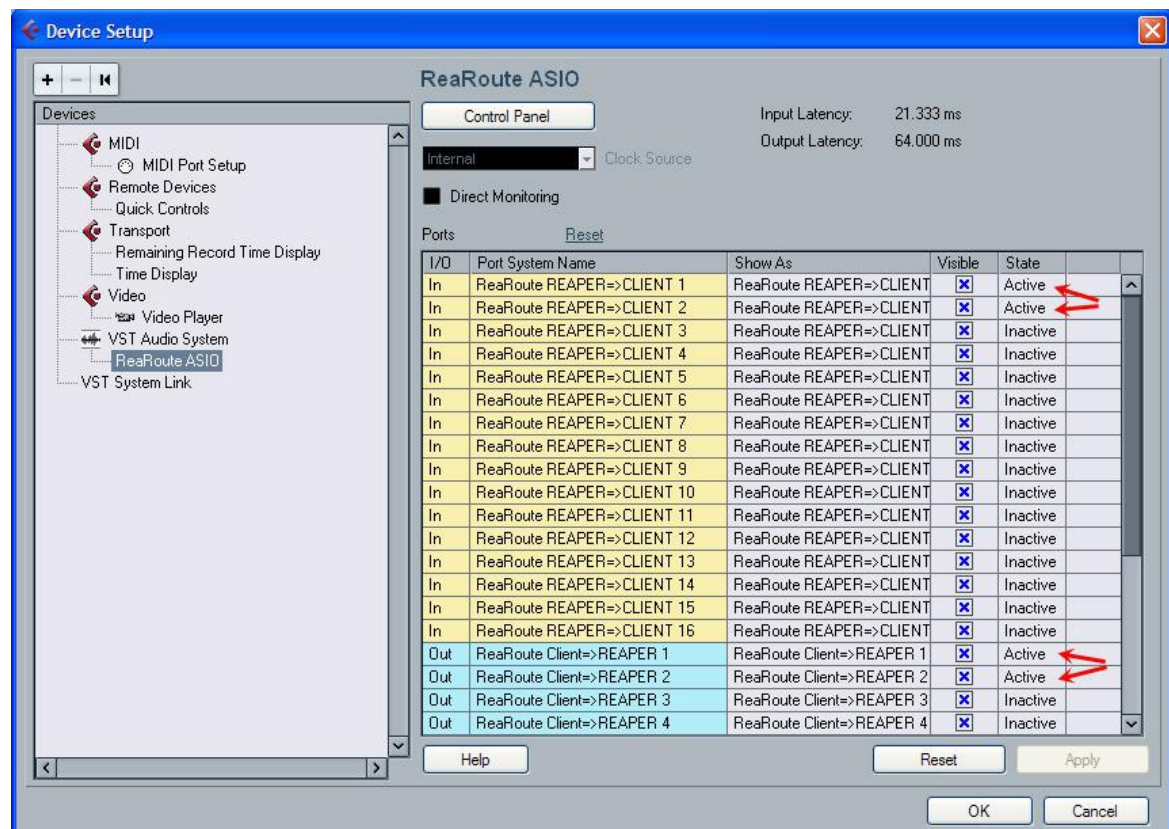 Device Setup
Devices
MIDI
MIDI Port Setup
Remote Devices
Quick Controls
Transport
Remaining Record Time Display
Time Display
Video
Video Player
VST Audio System
ReaRoute ASIO
VST System Link
ReaRoute ASIO
Control Panel
Input Latency: 21.333 ms
Output Latency: 64.000 ms
Internal Clock Source
Direct Monitoring
Ports Reset
I/O Port System Name Show As Visible State
In ReaRoute REAPER=>CLIENT 1 ReaRoute REAPER=>CLIENT Active
In ReaRoute REAPER=>CLIENT 2 ReaRoute REAPER=>CLIENT Active
In ReaRoute REAPER=>CLIENT 3 ReaRoute REAPER=>CLIENT Inactive
In ReaRoute REAPER=>CLIENT 4 ReaRoute REAPER=>CLIENT Inactive
In ReaRoute REAPER=>CLIENT 5 ReaRoute REAPER=>CLIENT Inactive
In ReaRoute REAPER=>CLIENT 6 ReaRoute REAPER=>CLIENT Inactive
In ReaRoute REAPER=>CLIENT 7 ReaRoute REAPER=>CLIENT Inactive
In ReaRoute REAPER=>CLIENT 8 ReaRoute REAPER=>CLIENT Inactive
In ReaRoute REAPER=>CLIENT 9 ReaRoute REAPER=>CLIENT Inactive
In ReaRoute REAPER=>CLIENT 10 ReaRoute REAPER=>CLIENT Inactive
In ReaRoute REAPER=>CLIENT 11 ReaRoute REAPER=>CLIENT Inactive
In ReaRoute REAPER=>CLIENT 12 ReaRoute REAPER=>CLIENT Inactive
In ReaRoute REAPER=>CLIENT 13 ReaRoute REAPER=>CLIENT Inactive
In ReaRoute REAPER=>CLIENT 14 ReaRoute REAPER=>CLIENT Inactive
In ReaRoute REAPER=>CLIENT 15 ReaRoute REAPER=>CLIENT Inactive
In ReaRoute REAPER=>CLIENT 16 ReaRoute REAPER=>CLIENT Inactive
Out ReaRoute Client=>REAPER 1 ReaRoute Client=>REAPER 1 Active
Out ReaRoute Client=>REAPER 2 ReaRoute Client=>REAPER 2 Active
Out ReaRoute Client=>REAPER 3 ReaRoute Client=>REAPER 3 Inactive
Out ReaRoute Client=>REAPER 4 ReaRoute Client=>REAPER 4 Inactive
Help Reset Apply
OK Cancel